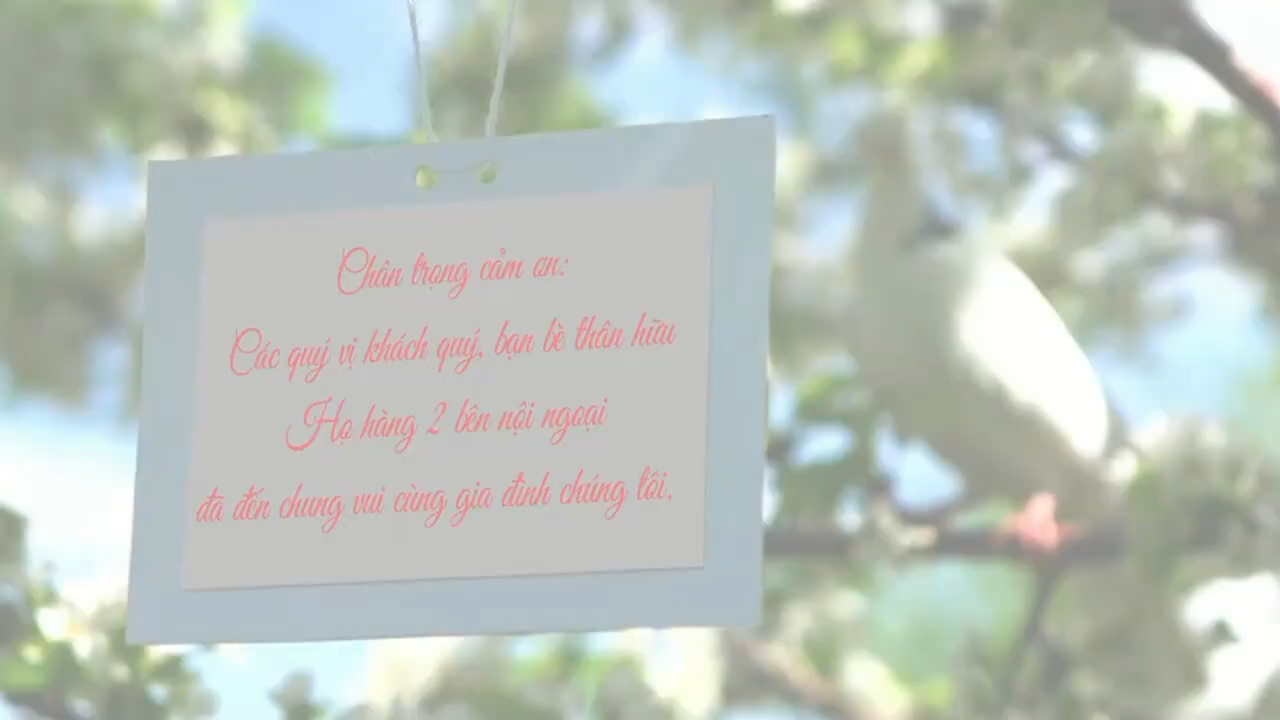 Chân trọng cảm ơn:
Các quý vị khách quý, bạn bè thân hữu
Họ hàng 2 bên nội ngoại
đã đến chung vui cùng gia đình chúng tôi,